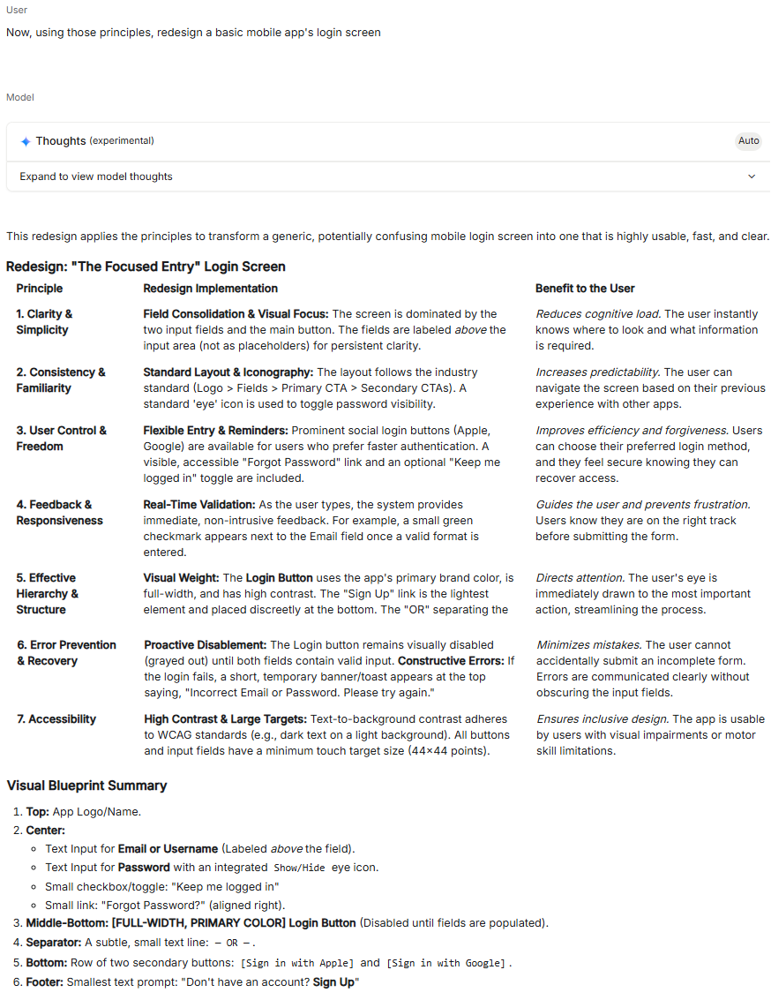 User
Now, using those principles, redesign a basic mobile app's login screen
Model
Thoughts (experimental)
Auto
Expand to view model thoughts
This redesign applies the principles to transform a generic, potentially confusing mobile login screen into one that is highly usable, fast, and clear.
Redesign: "The Focused Entry" Login Screen
Principle
Redesign Implementation
Benefit to the User
1. Clarity &
Simplicity
Field Consolidation & Visual Focus: The screen is dominated by the
two input fields and the main button. The fields are labeled above the
input area (not as placeholders) for persistent clarity.
Reduces cognitive load. The user instantly
knows where to look and what information
is required.
2. Consistency &
Familiarity
Standard Layout & Iconography: The layout follows the industry
standard (Logo > Fields > Primary CTA > Secondary CTAs). A
standard 'eye' icon is used to toggle password visibility.
Increases predictability. The user can
navigate the screen based on their previous
experience with other apps.
3. User Control &
Freedom
Flexible Entry & Reminders: Prominent social login buttons (Apple,
Google) are available for users who prefer faster authentication. A
visible, accessible "Forgot Password" link and an optional "Keep me
logged in" toggle are included.
Improves efficiency and forgiveness. Users
can choose their preferred login method,
and they feel secure knowing they can
recover access.
4. Feedback &
Responsiveness
Real-Time Validation: As the user types, the system provides
immediate, non-intrusive feedback. For example, a small green
checkmark appears next to the Email field once a valid format is
entered.
Guides the user and prevents frustration.
Users know they are on the right track
before submitting the form.
5. Effective
Hierarchy &
Structure
Visual Weight: The Login Button uses the app's primary brand color, is
full-width, and has high contrast. The "Sign Up" link is the lightest
element and placed discreetly at the bottom. The "OR" separating the
Directs attention. The user's eye is
immediately drawn to the most important
action, streamlining the process.
6. Error Prevention
& Recovery
Proactive Disablement: The Login button remains visually disabled
(grayed out) until both fields contain valid input. Constructive Errors: If
the login fails, a short, temporary banner/toast appears at the top
saying, "Incorrect Email or Password. Please try again."
Minimizes mistakes. The user cannot
accidentally submit an incomplete form.
Errors are communicated clearly without
obscuring the input fields.
7. Accessibility
High Contrast & Large Targets: Text-to-background contrast adheres
to WCAG standards (e.g., dark text on a light background). All buttons
and input fields have a minimum touch target size (44×44 points).
Ensures inclusive design. The app is usable
by users with visual impairments or motor
skill limitations.
Visual Blueprint Summary
1. Top: App Logo/Name.
2. Center:
Text Input for Email or Username (Labeled above the field).
Text Input for Password with an integrated Show/Hide eye icon.
Small checkbox/toggle: "Keep me logged in"
Small link: "Forgot Password?" (aligned right).
3. Middle-Bottom: [FULL-WIDTH, PRIMARY COLOR] Login Button (Disabled until fields are populated).
4. Separator: A subtle, small text line: — OR —.
5. Bottom: Row of two secondary buttons: [Sign in with Apple] and [Sign in with Google].
6. Footer: Smallest text prompt: "Don't have an account? Sign Up"